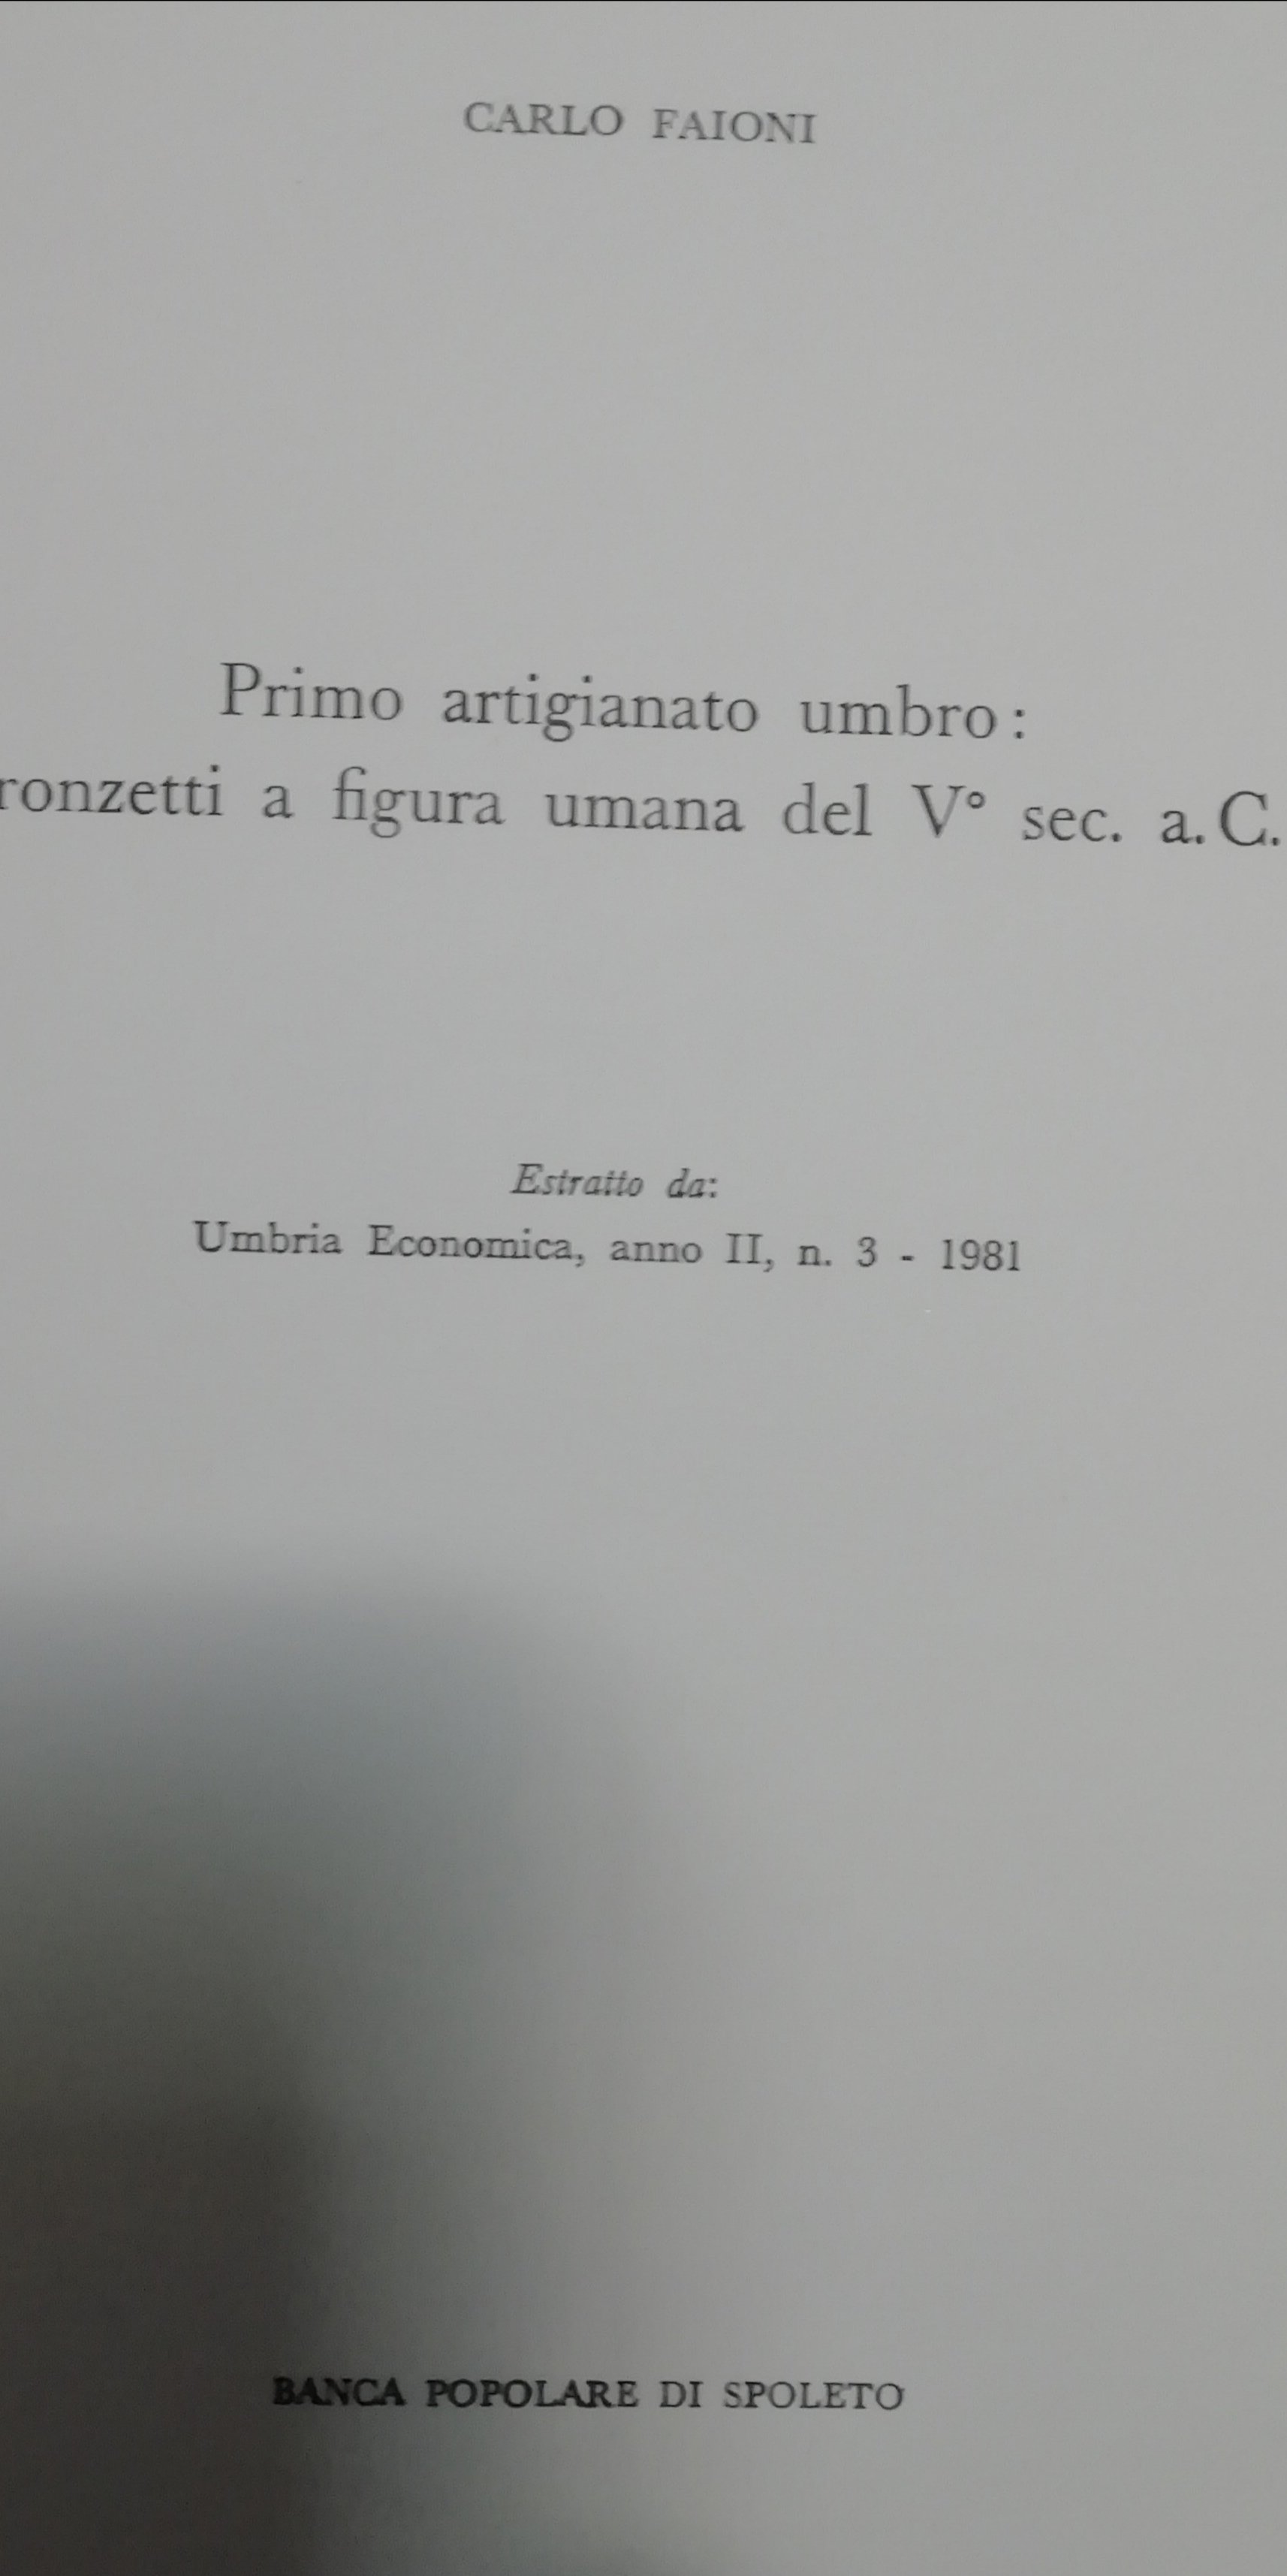 CARLO FAIONI
Primo artigianato umbro:
ronzetti a figura umana del V° sec. a.C.
Estratto da:
Umbria Economica, anno II, n. 3 - 1981
BANCA POPOLARE DI SPOLETO